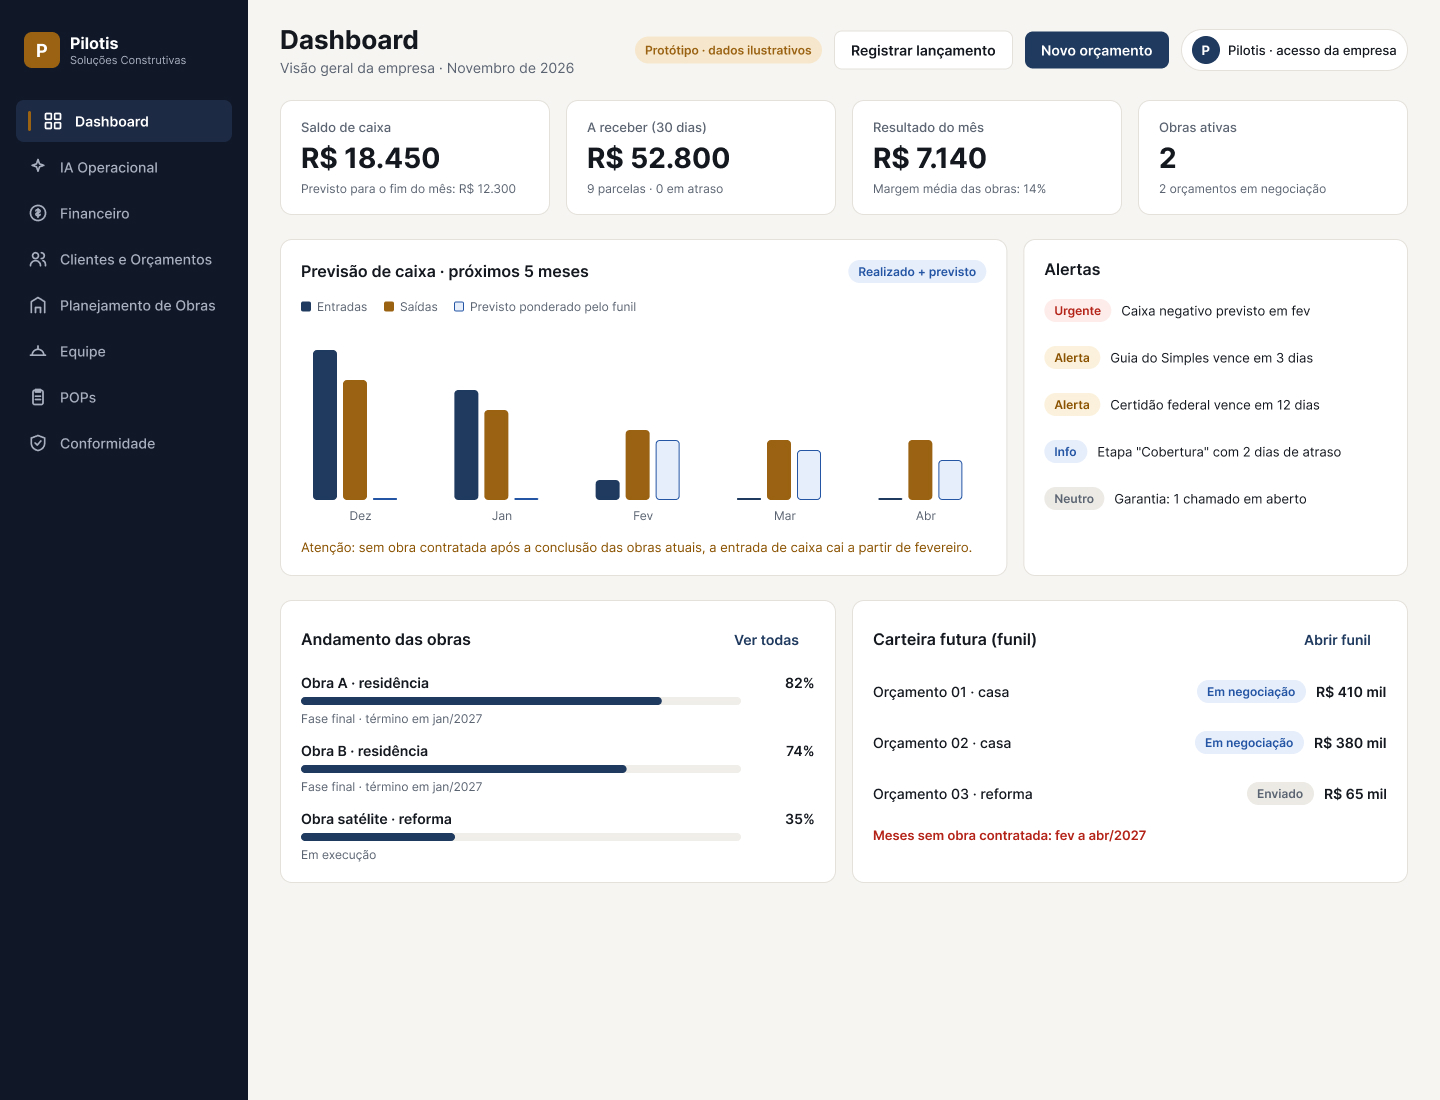 P
Pilotis
Soluções Construtivas
Dashboard
IA Operacional
Financeiro
Clientes e Orçamentos
Planejamento de Obras
Equipe
POPs
Conformidade
Dashboard
Visão geral da empresa · Novembro de 2026
Protótipo · dados ilustrativos
Registrar lançamento
Novo orçamento
P
Pilotis · acesso da empresa
Saldo de caixa
R$ 18.450
Previsto para o fim do mês: R$ 12.300
A receber (30 dias)
R$ 52.800
9 parcelas · 0 em atraso
Resultado do mês
R$ 7.140
Margem média das obras: 14%
Obras ativas
2
2 orçamentos em negociação
Previsão de caixa · próximos 5 meses
Realizado + previsto
Entradas
Saídas
Previsto ponderado pelo funil
Dez
Jan
Fev
Mar
Abr
Atenção: sem obra contratada após a conclusão das obras atuais, a entrada de caixa cai a partir de fevereiro.
Alertas
Urgente Caixa negativo previsto em fev
Alerta Guia do Simples vence em 3 dias
Alerta Certidão federal vence em 12 dias
Info Etapa "Cobertura" com 2 dias de atraso
Neutro Garantia: 1 chamado em aberto
Andamento das obras
Ver todas
Obra A · residência 82%
Fase final · término em jan/2027
Obra B · residência 74%
Fase final · término em jan/2027
Obra satélite · reforma 35%
Em execução
Carteira futura (funil)
Abrir funil
Orçamento 01 · casa Em negociação R$ 410 mil
Orçamento 02 · casa Em negociação R$ 380 mil
Orçamento 03 · reforma Enviado R$ 65 mil
Meses sem obra contratada: fev a abr/2027